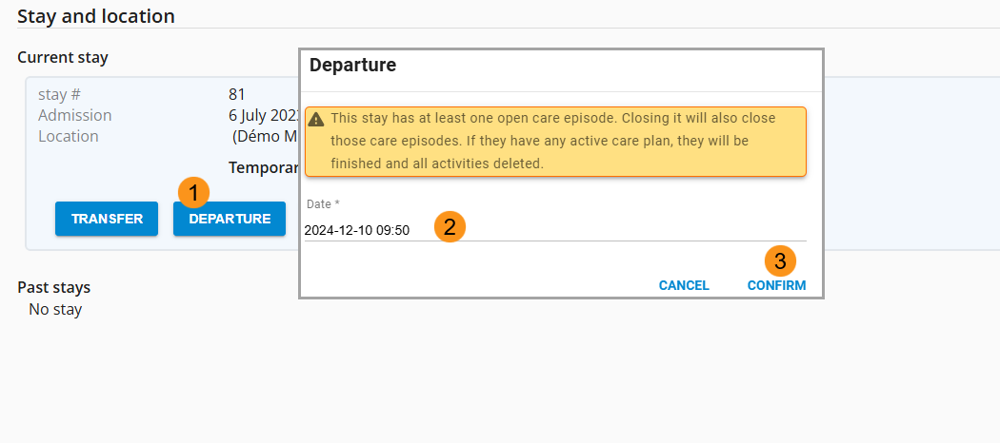 Stay and location
Current stay
stay # 81
Admission 6 July 202
Location (Démo M
Temporar
1
TRANSFER DEPARTURE
Departure
This stay has at least one open care episode. Closing it will also close
those care episodes. If they have any active care plan, they will be
finished and all activities deleted.
Date *
2024-12-10 09:50 2
3
CANCEL CONFIRM
Past stays
No stay